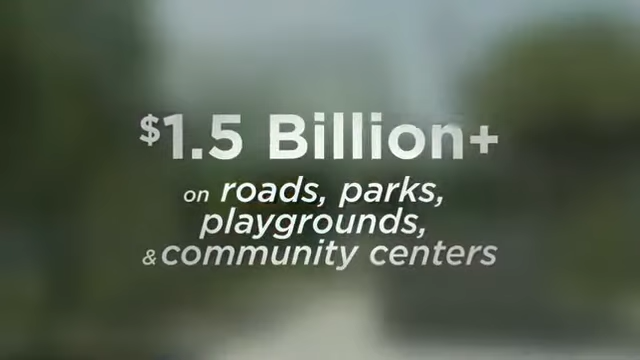 $1.5 Billion+
on roads, parks,
playgrounds,
& community centers